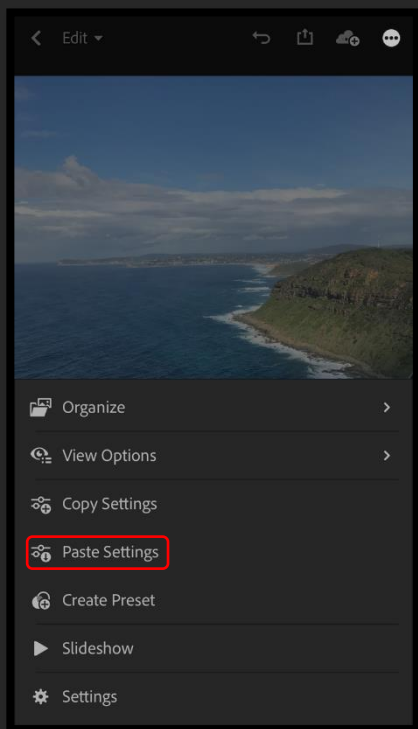 Edit
Organize
View Options
Copy Settings
Paste Settings
Create Preset
Slideshow
Settings